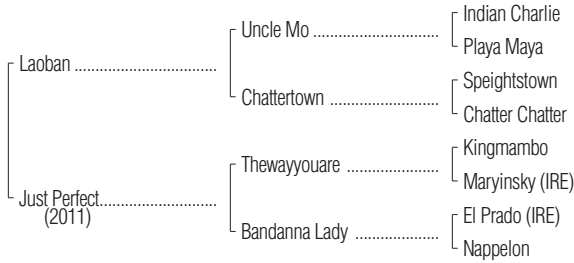 Indian Charlie
Uncle Mo ..............................
Playa Maya
Laoban ..................................
Speightstown
Chattertown ..........................
Chatter Chatter
Kingmambo
Thewayyouare ......................
Maryinsky (IRE)
Just Perfect............................
(2011)
El Prado (IRE)
Bandanna Lady ....................
Nappelon